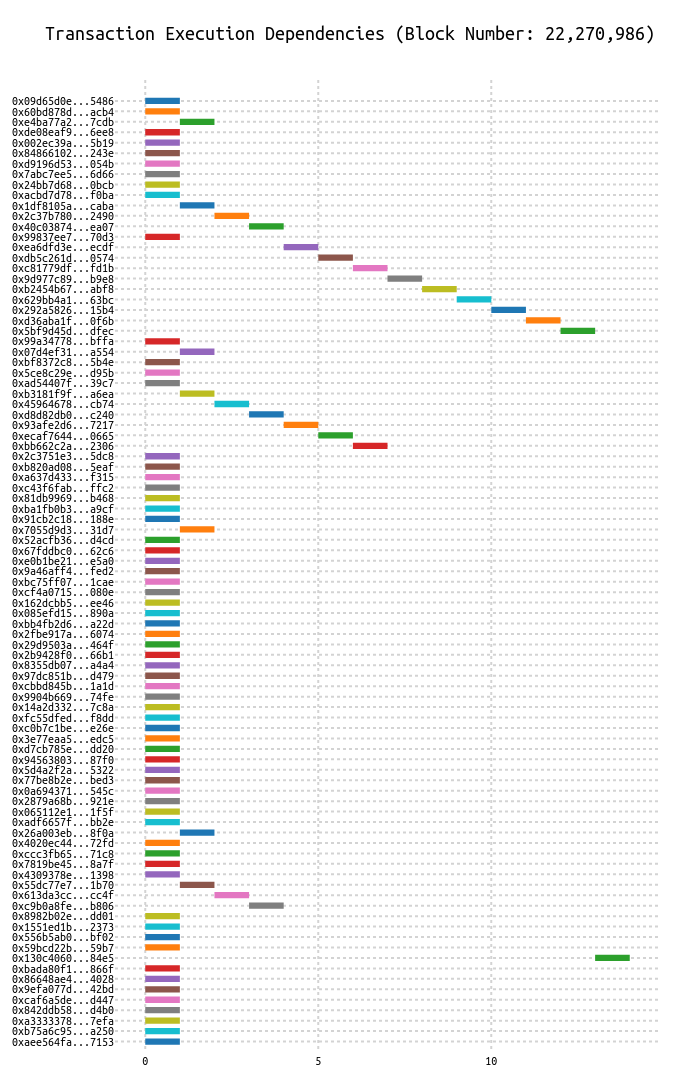 Transaction Execution Dependencies (Block Number: 22,270,986)
0x09d65d0e...5486
0x60bd878d...acb4
0xe4ba77a2...7cdb
0xde08eaf9...6ee8
0x002ec39a...5b19
0x84866102...243e
0xd9196d53...054b
0x7abc7ee5...6d66
0x24bb7d68...0bcb
0xacbd7d78...f0ba
0x1df8105a...caba
0x2c37b780...2490
0x40c03874...ea07
0x99837ee7...70d3
0xea6dfd3e...ecdf
0xdb5c261d...0574
0xc81779df...fd1b
0x9d977c89...b9e8
0xb2454b67...abf8
0x629bb4a1...63bc
0x292a5826...15b4
0xd36aba1f...0f6b
0x5bf9d45d...dfec
0x99a34778...bffa
0x07d4ef31...a554
0xbf8372c8...5b4e
0x5ce8c29e...d95b
0xad54407f...39c7
0xb3181f9f...a6ea
0x45964678...cb74
0xd8d82db0...c240
0x93afe2d6...7217
0xecaf7644...0665
0xbb662c2a...2306
0x2c3751e3...5dc8
0xb820ad08...5eaf
0xa637d433...f315
0xc43f6fab...ffc2
0x81db9969...b468
0xba1fb0b3...a9cf
0x91cb2c18...188e
0x7055d9d3...31d7
0x52acfb36...d4cd
0x67fddbc0...62c6
0xe0b1be21...e5a0
0x9a46aff4...fed2
0xbc75ff07...1cae
0xcf4a0715...080e
0x162dcbb5...ee46
0x085efd15...890a
0xbb4fb2d6...a22d
0x2fbe917a...6074
0x29d9503a...464f
0x2b9428f0...66b1
0x8355db07...a4a4
0x97dc851b...d479
0xcbbd845b...1a1d
0x9904b669...74fe
0x14a2d332...7c8a
0xfc55dfed...f8dd
0xc0b7c1be...e26e
0x3e77eaa5...edc5
0xd7cb785e...dd20
0x94563803...87f0
0x5d4a2f2a...5322
0x77be8b2e...bed3
0x0a694371...545c
0x2879a68b...921e
0x065112e1...1f5f
0xadf6657f...bb2e
0x26a003eb...8f0a
0x4020ec44...72fd
0xccc3fb65...71c8
0x7819be45...8a7f
0x4309378e...1398
0x55dc77e7...1b70
0x613da3cc...cc4f
0xc9b0a8fe...b806
0x8982b02e...dd01
0x1551ed1b...2373
0x556b5ab0...bf02
0x59bcd22b...59b7
0x130c4060...84e5
0xbada80f1...866f
0x86648ae4...4028
0x9efa077d...42bd
0xcaf6a5de...d447
0x842ddb58...d4b0
0xa3333378...7efa
0xb75a6c95...a250
0xaee564fa...7153
0 5 10